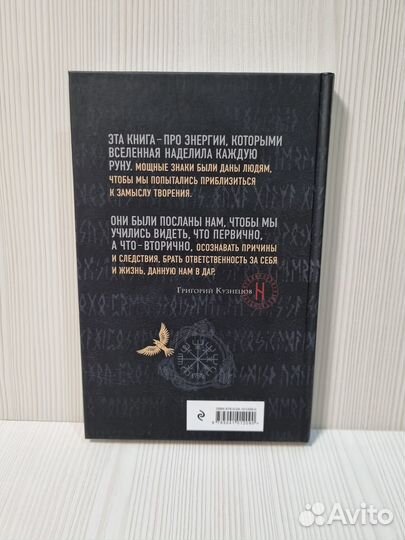 ЭТА КНИГА – ПРО ЭНЕРГИИ, КОТОРЫМИ
ВСЕЛЕННАЯ НАДЕЛИЛА КАЖДУЮ
РУНУ. МОЩНЫЕ ЗНАКИ БЫЛИ ДАНЫ ЛЮДЯМ,
ЧТОБЫ МЫ ПОПЫТАЛИСЬ ПРИБЛИЗИТЬСЯ
К ЗАМЫСЛУ ТВОРЕНИЯ.
ОНИ БЫЛИ ПОСЛАНЫ НАМ, ЧТОБЫ МЫ
УЧИЛИСЬ ВИДЕТЬ, ЧТО ПЕРВИЧНО,
А ЧТО – ВТОРИЧНО, ОСОЗНАВАТЬ ПРИЧИНЫ
И СЛЕДСТВИЯ, БРАТЬ ОТВЕТСТВЕННОСТЬ ЗА СЕБЯ
И ЖИЗНЬ, ДАННУЮ НАМ В ДАР.
ГРИГОРИЙ КУЗНЕЦОВ
Avito